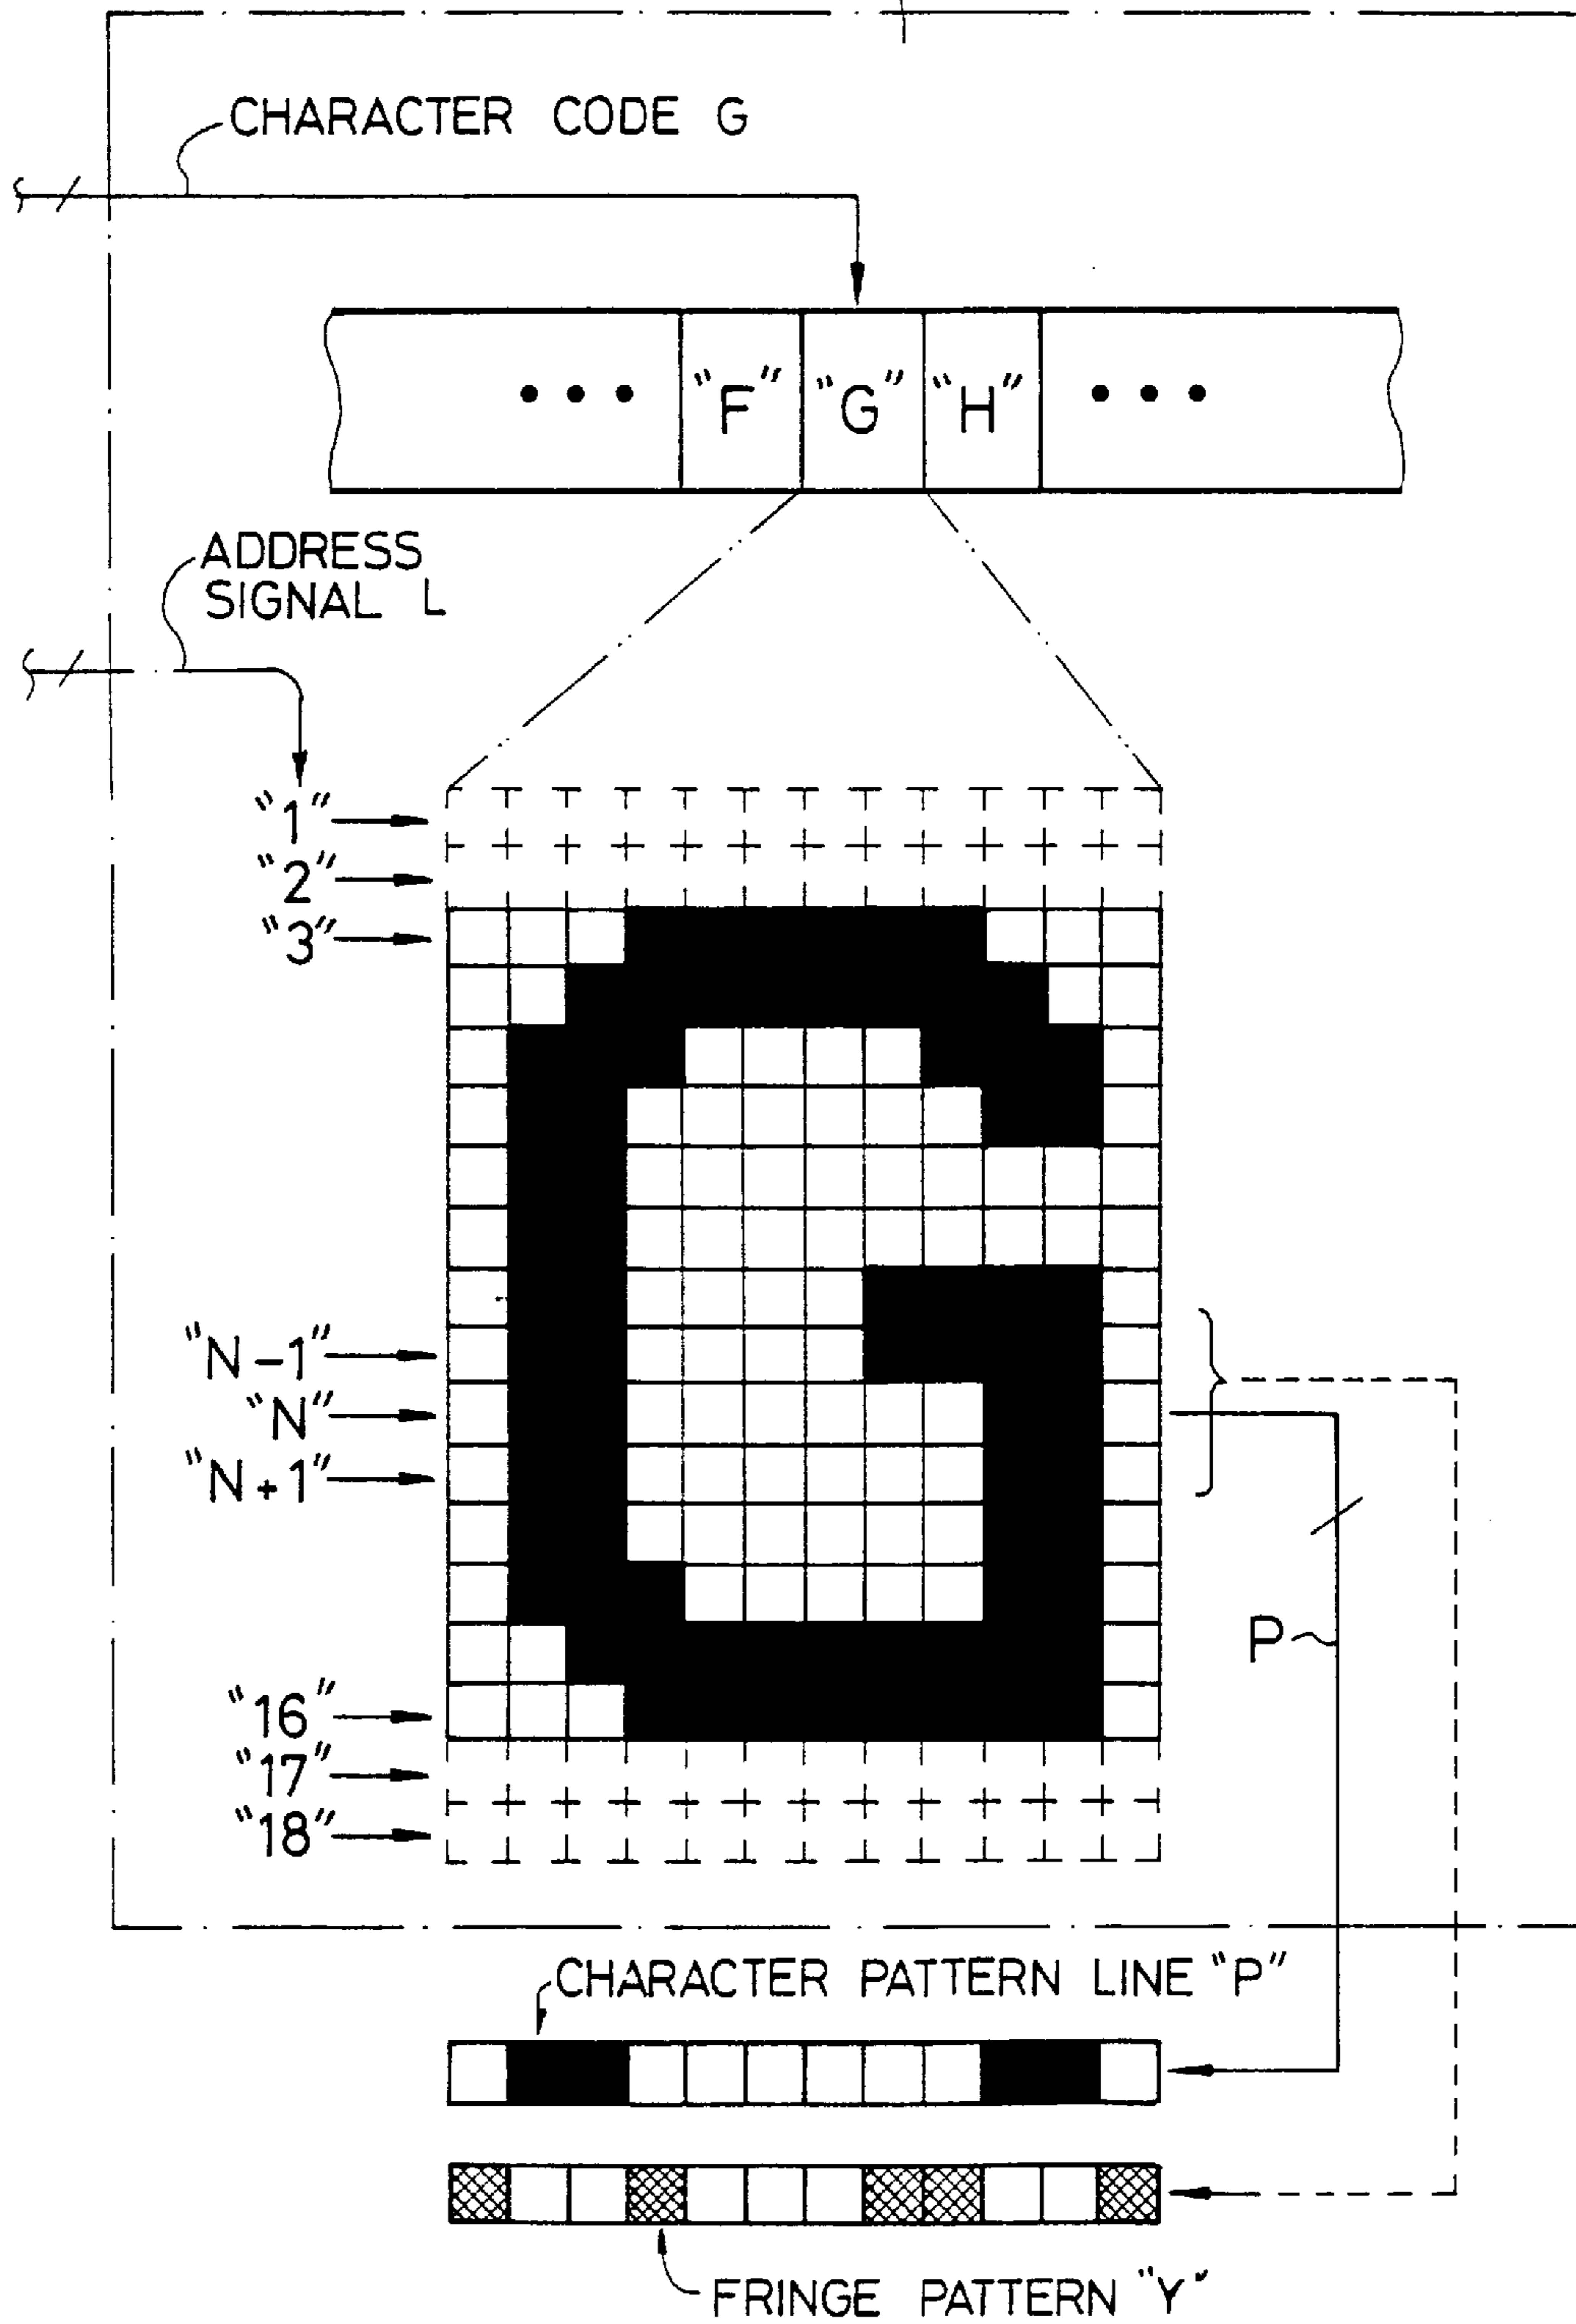 CHARACTER CODE G
• • • "F" "G" "H" • • •
ADDRESS
SIGNAL L
"1"
"2"
"3"
"N-1"
"N"
"N+1"
P
"16"
"17"
"18"
CHARACTER PATTERN LINE "P"
FRINGE PATTERN "Y"